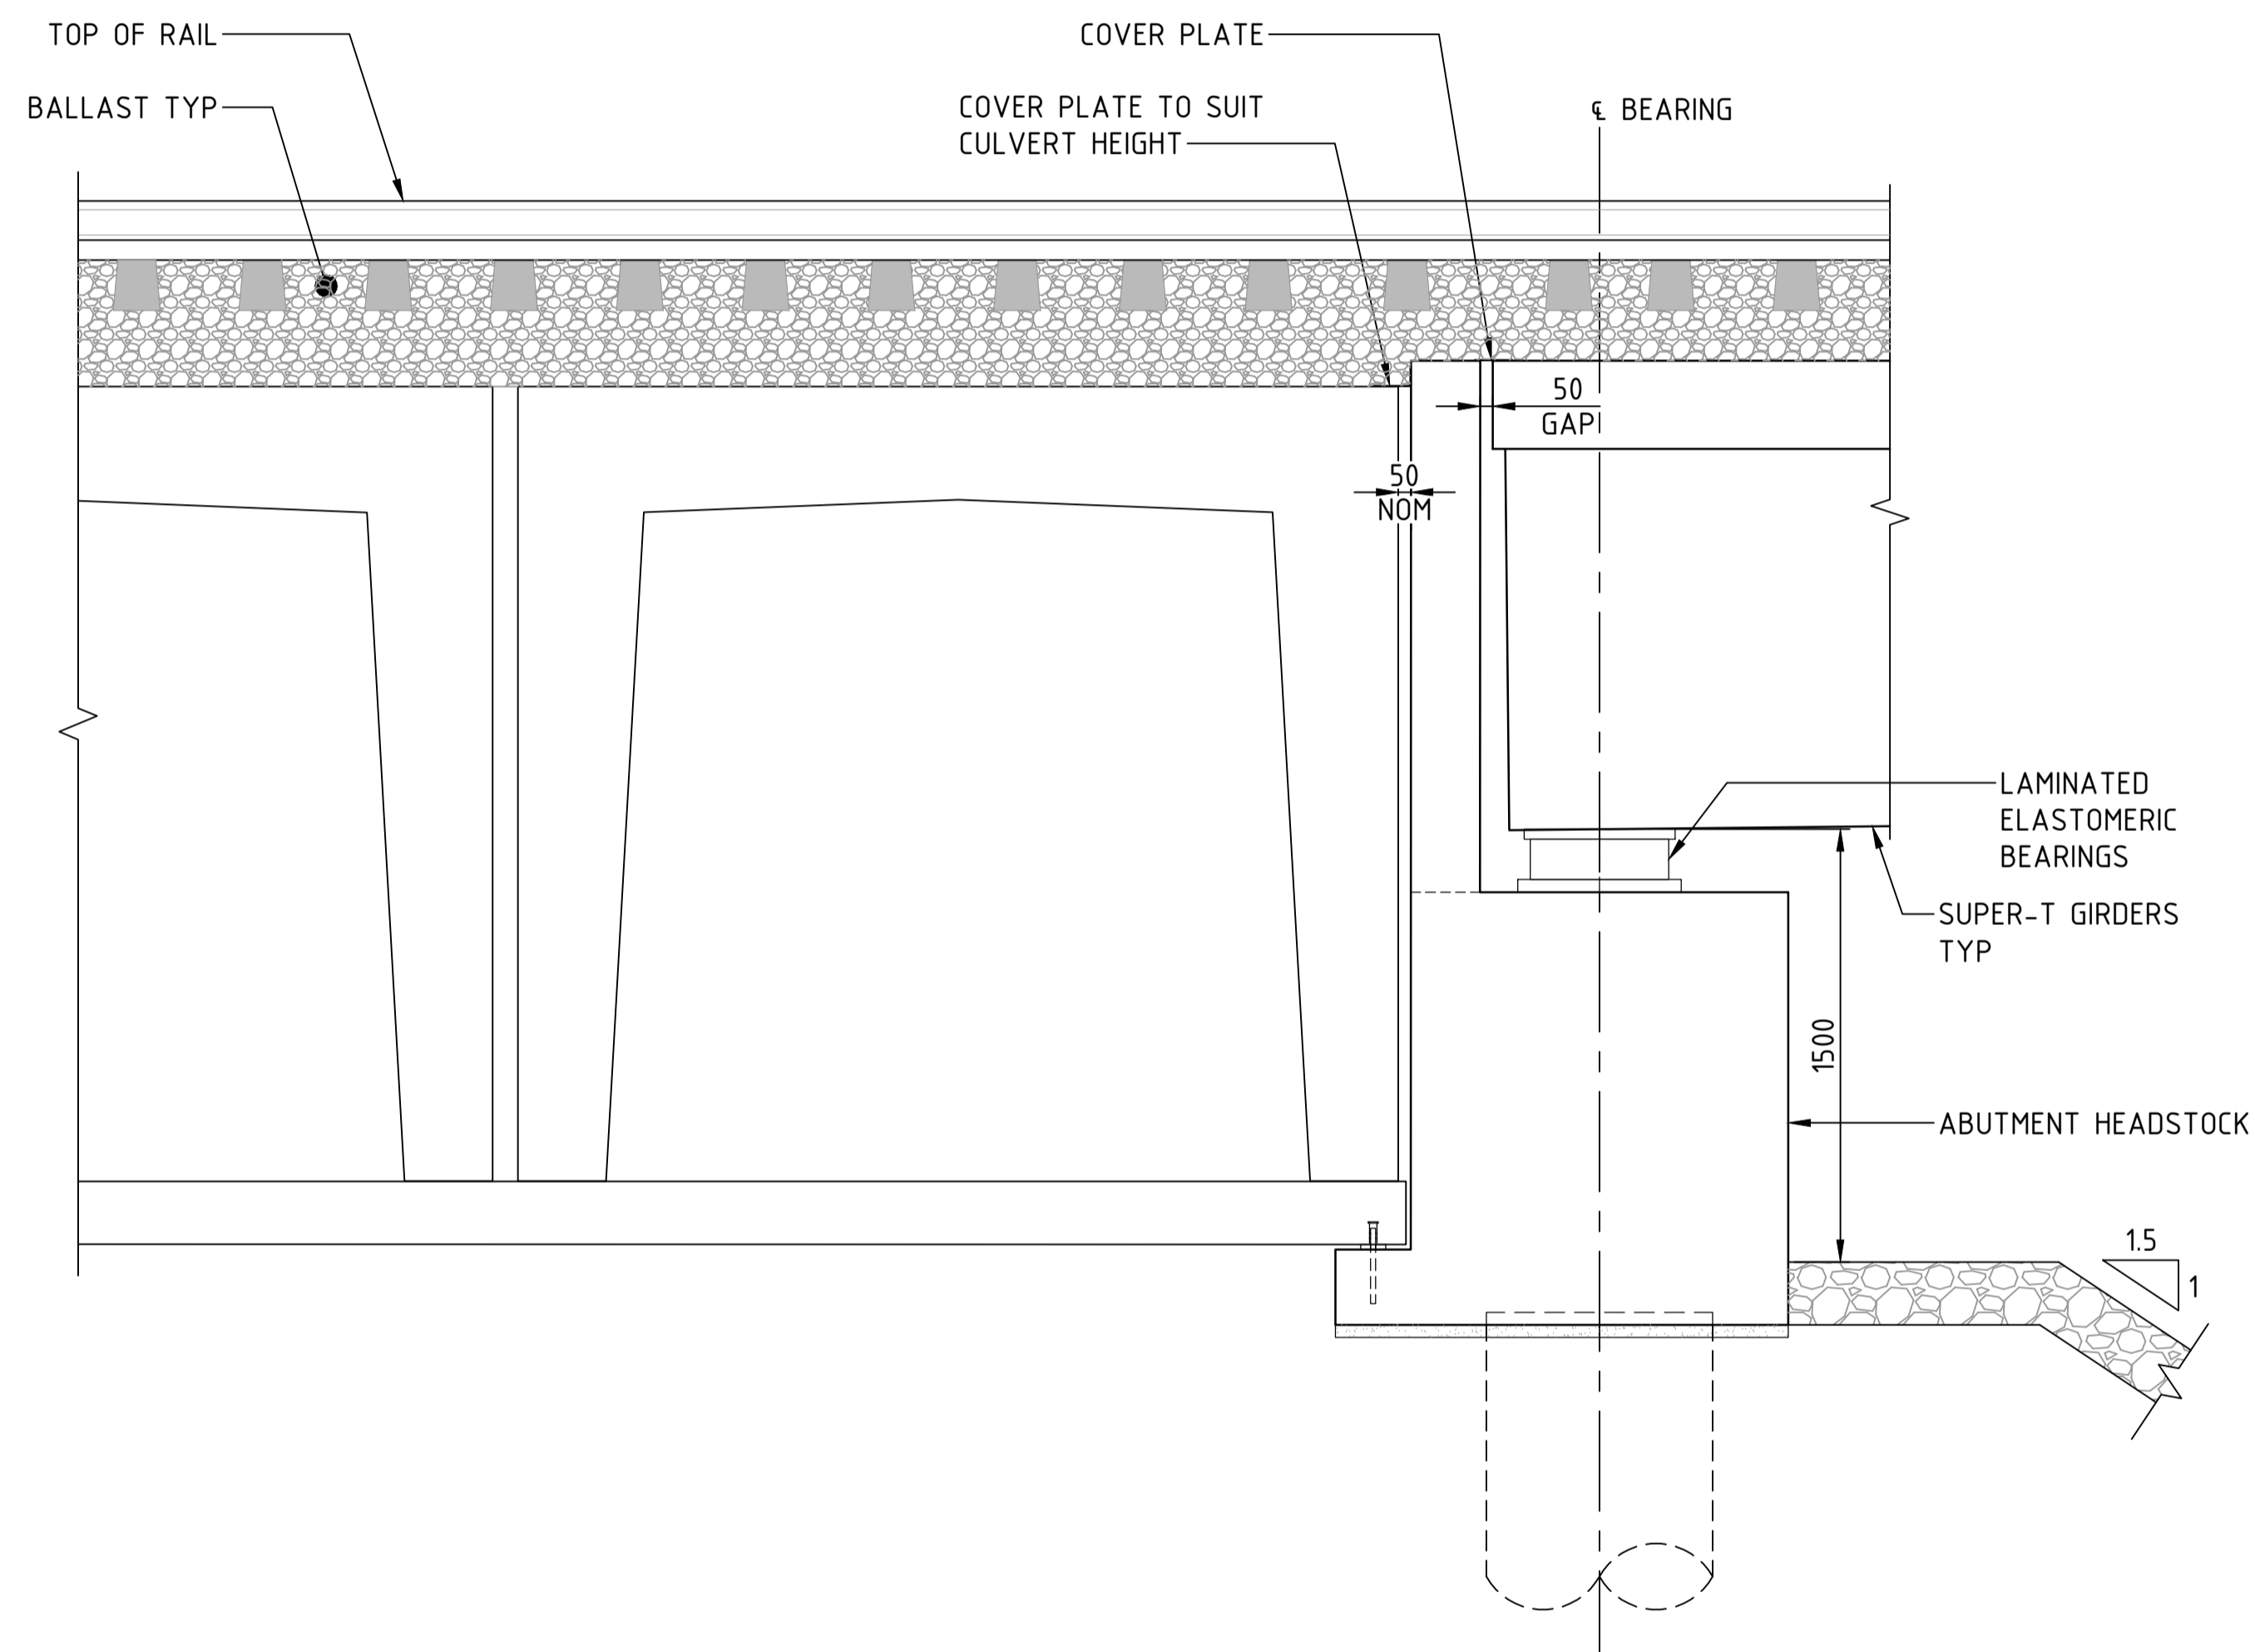 TOP OF RAIL
COVER PLATE
BALLAST TYP
COVER PLATE TO SUIT
CULVERT HEIGHT
℄ BEARING
50
GAP
50
NOM
LAMINATED
ELASTOMERIC
BEARINGS
SUPER-T GIRDERS
TYP
1500
ABUTMENT HEADSTOCK
1.5
1